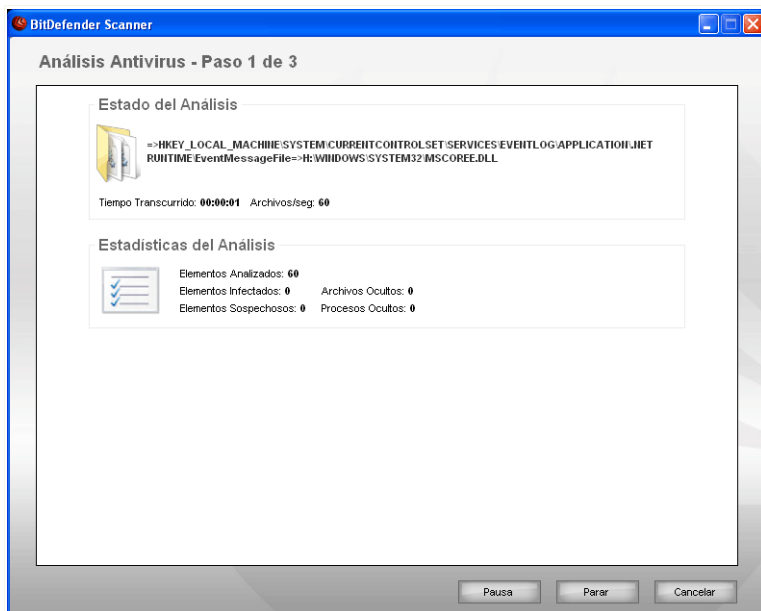 BitDefender Scanner
Análisis Antivirus - Paso 1 de 3
Estado del Análisis
=>HKEY_LOCAL_MACHINE\SYSTEM\CURRENTCONTROLSET\SERVICES\EVENTLOG\APPLICATION\.NET
RUNTIME\EventMessageFile=>H:\WINDOWS\SYSTEM32\MSCOREE.DLL
Tiempo Transcurrido: 00:00:01 Archivos/seg: 60
Estadísticas del Análisis
Elementos Analizados: 60
Elementos Infectados: 0 Archivos Ocultos: 0
Elementos Sospechosos: 0 Procesos Ocultos: 0
Pausa Parar Cancelar